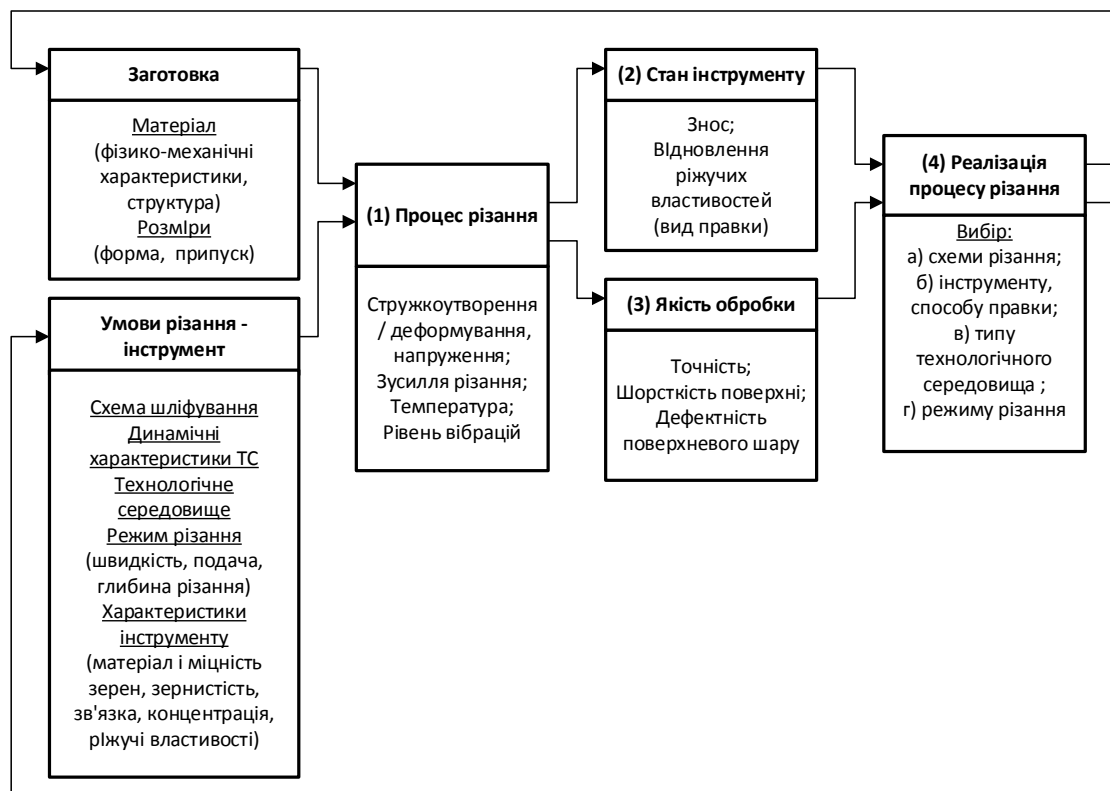 Заготовка
Матеріал
(фізико-механічні
характеристики,
структура)
РозмІри
(форма, припуск)
Умови різання -
інструмент
Схема шліфування
Динамічні
характеристики ТС
Технологічне
середовище
Режим різання
(швидкість, подача,
глибина різання)
Характеристики
інструменту
(матеріал і міцність
зерен, зернистість,
зв'язка, концентрація,
рІжучі властивості)
(1) Процес різання
Стружкоутворення
/ деформування,
напруження;
Зусилля різання;
Температура;
Рівень вібрацій
(2) Стан інструменту
Знос;
ВІдновлення
ріжучих
властивостей
(вид правки)
(3) Якість обробки
Точність;
Шорсткість поверхні;
Дефектність
поверхневого шару
(4) Реалізація
процесу різання
Вибір:
а) схеми різання;
б) інструменту,
способу правки;
в) типу
технологічного
середовища ;
г) режиму різання